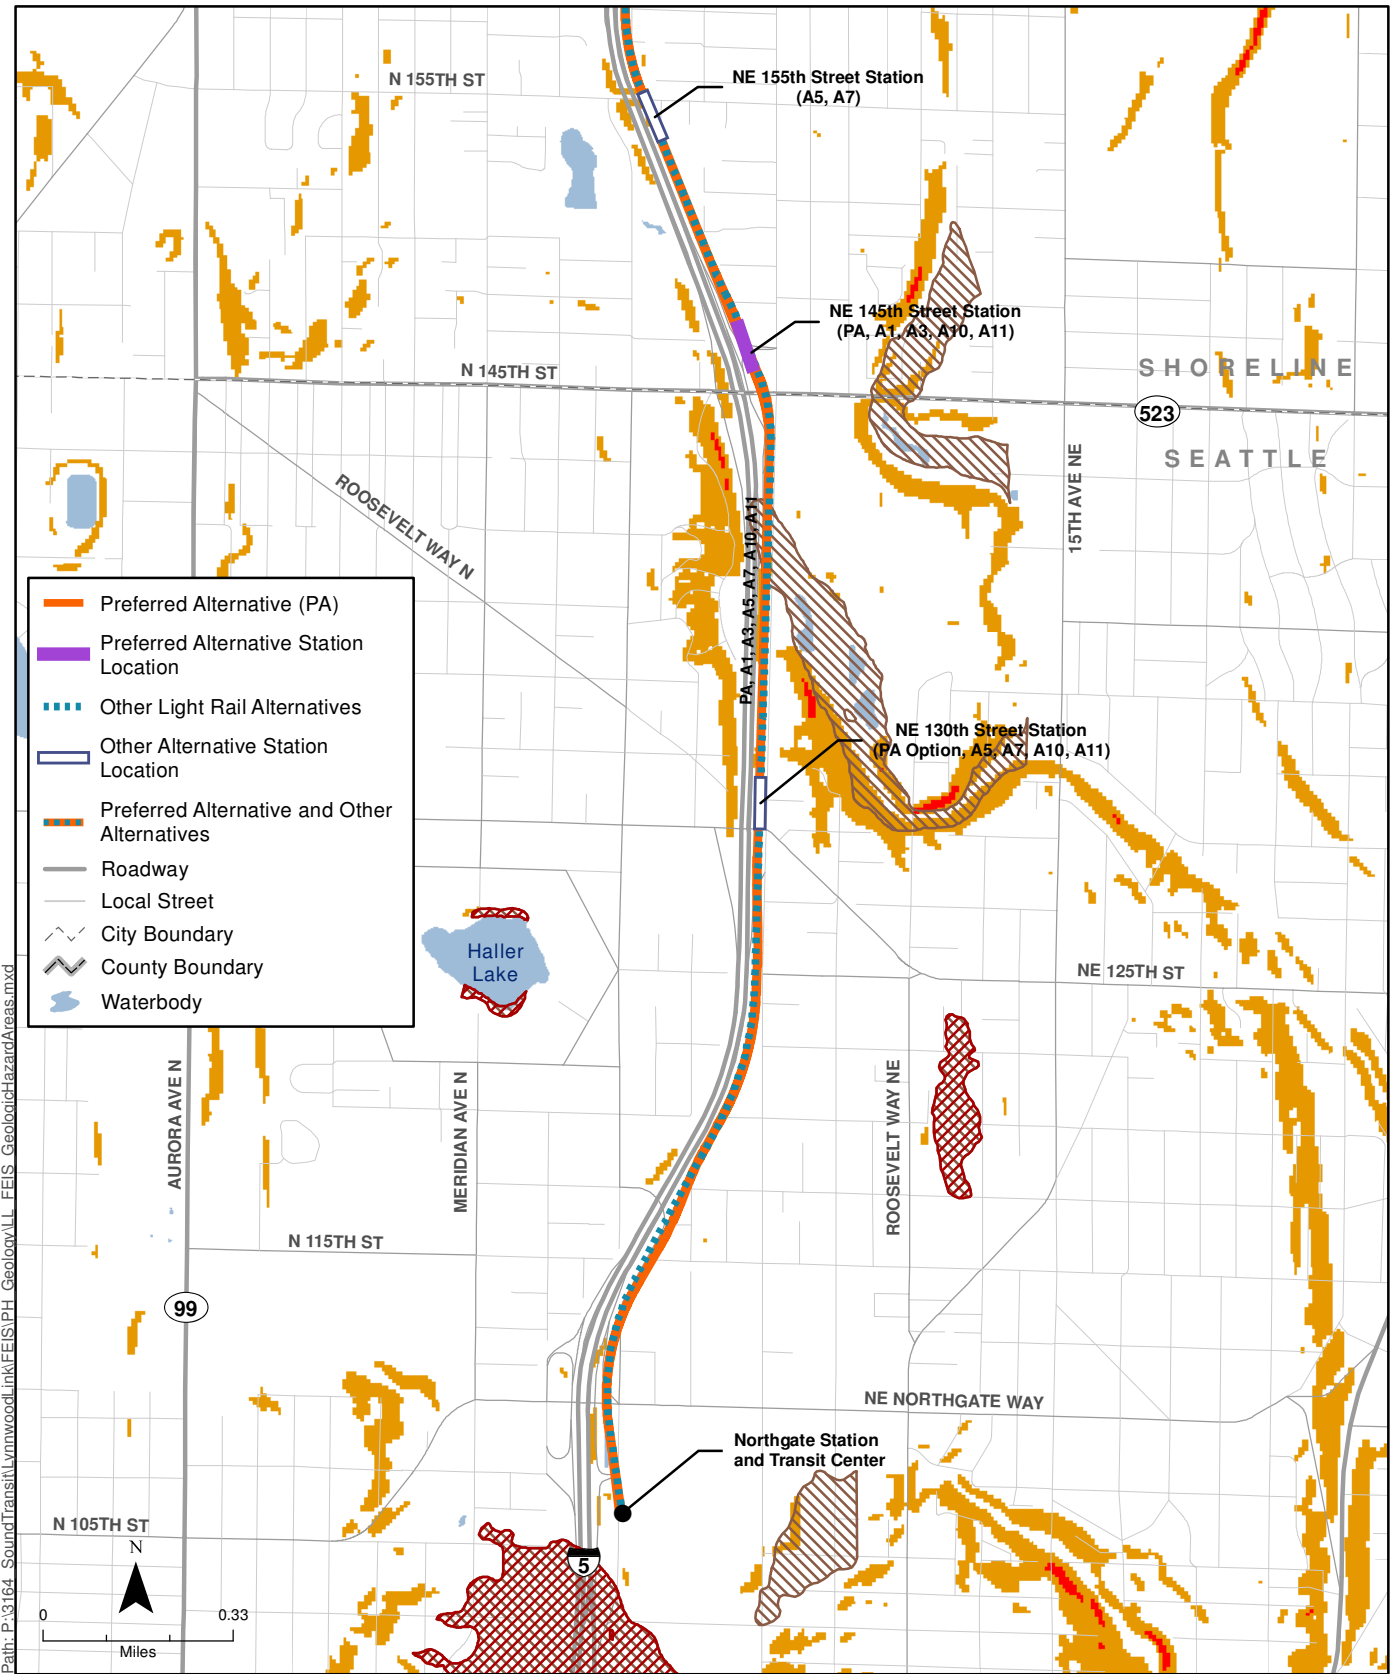 N 155TH ST
NE 155th Street Station
(A5, A7)
NE 145th Street Station
(PA, A1, A3, A10, A11)
N 145TH ST
SHORELINE
523
SEATTLE
ROOSEVELT WAY N
15TH AVE NE
PA, A1, A3, A5, A7, A10, A11
Preferred Alternative (PA)
Preferred Alternative Station
Location
Other Light Rail Alternatives
Other Alternative Station
Location
Preferred Alternative and Other
Alternatives
Roadway
Local Street
City Boundary
County Boundary
Waterbody
NE 130th Street Station
(PA Option, A5, A7, A10, A11)
Haller
Lake
NE 125TH ST
AURORA AVE N
MERIDIAN AVE N
ROOSEVELT WAY NE
N 115TH ST
99
NE NORTHGATE WAY
Northgate Station
and Transit Center
N 105TH ST
N
5
0
0.33
Miles
Path: P:\3164_SoundTransit\LynnwoodLink\FEIS\PH_Geology\LL_FEIS_GeologicHazardAreas.mxd